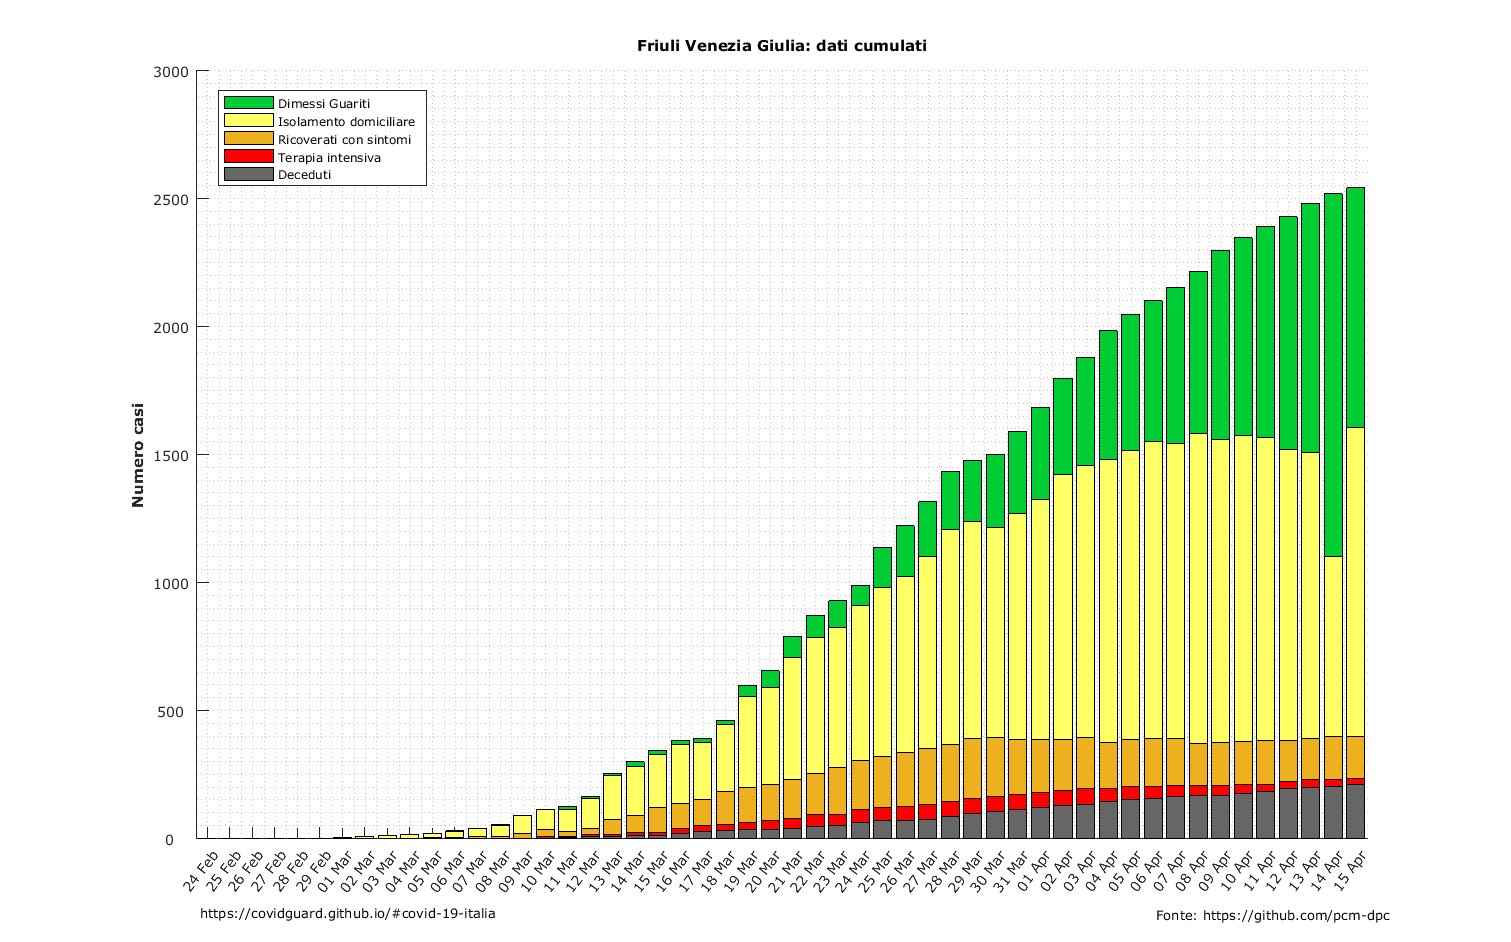 Friuli Venezia Giulia: dati cumulati
3000
2500
2000
1500
1000
500
0
Numero casi
Dimessi Guariti
Isolamento domiciliare
Ricoverati con sintomi
Terapia intensiva
Deceduti
24 Feb
25 Feb
26 Feb
27 Feb
28 Feb
29 Feb
01 Mar
02 Mar
03 Mar
04 Mar
05 Mar
06 Mar
07 Mar
08 Mar
09 Mar
10 Mar
11 Mar
12 Mar
13 Mar
14 Mar
15 Mar
16 Mar
17 Mar
18 Mar
19 Mar
20 Mar
21 Mar
22 Mar
23 Mar
24 Mar
25 Mar
26 Mar
27 Mar
28 Mar
29 Mar
30 Mar
31 Mar
01 Apr
02 Apr
03 Apr
04 Apr
05 Apr
06 Apr
07 Apr
08 Apr
09 Apr
10 Apr
11 Apr
12 Apr
13 Apr
14 Apr
15 Apr
https://covidguard.github.io/#covid-19-italia
Fonte: https://github.com/pcm-dpc